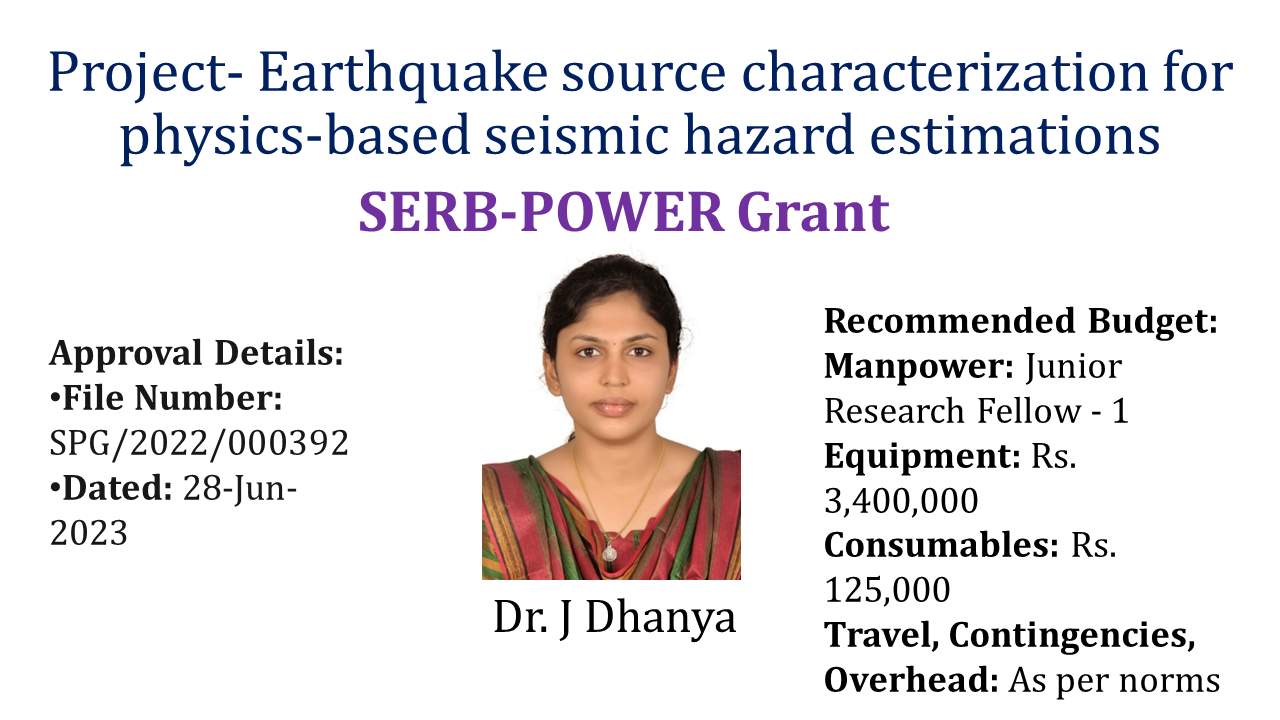 Project- Earthquake source characterization for
physics-based seismic hazard estimations
SERB-POWER Grant
Approval Details:
•File Number:
SPG/2022/000392
•Dated: 28-Jun-
2023
Dr. J Dhanya
Recommended Budget:
Manpower: Junior
Research Fellow - 1
Equipment: Rs.
3,400,000
Consumables: Rs.
125,000
Travel, Contingencies,
Overhead: As per norms